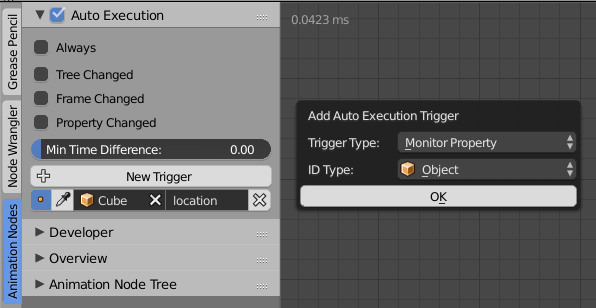 Grease Pencil
Node Wrangler
Animation Nodes
Auto Execution
Always
Tree Changed
Frame Changed
Property Changed
Min Time Difference: 0.00
New Trigger
Cube location
Developer
Overview
Animation Node Tree
0.0423 ms
Add Auto Execution Trigger
Trigger Type: Monitor Property
ID Type: Object
OK